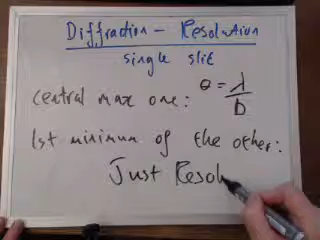 Diffraction - Resolution
single slit
central max one: θ = λ/b
1st minimum of the other:
Just Resol